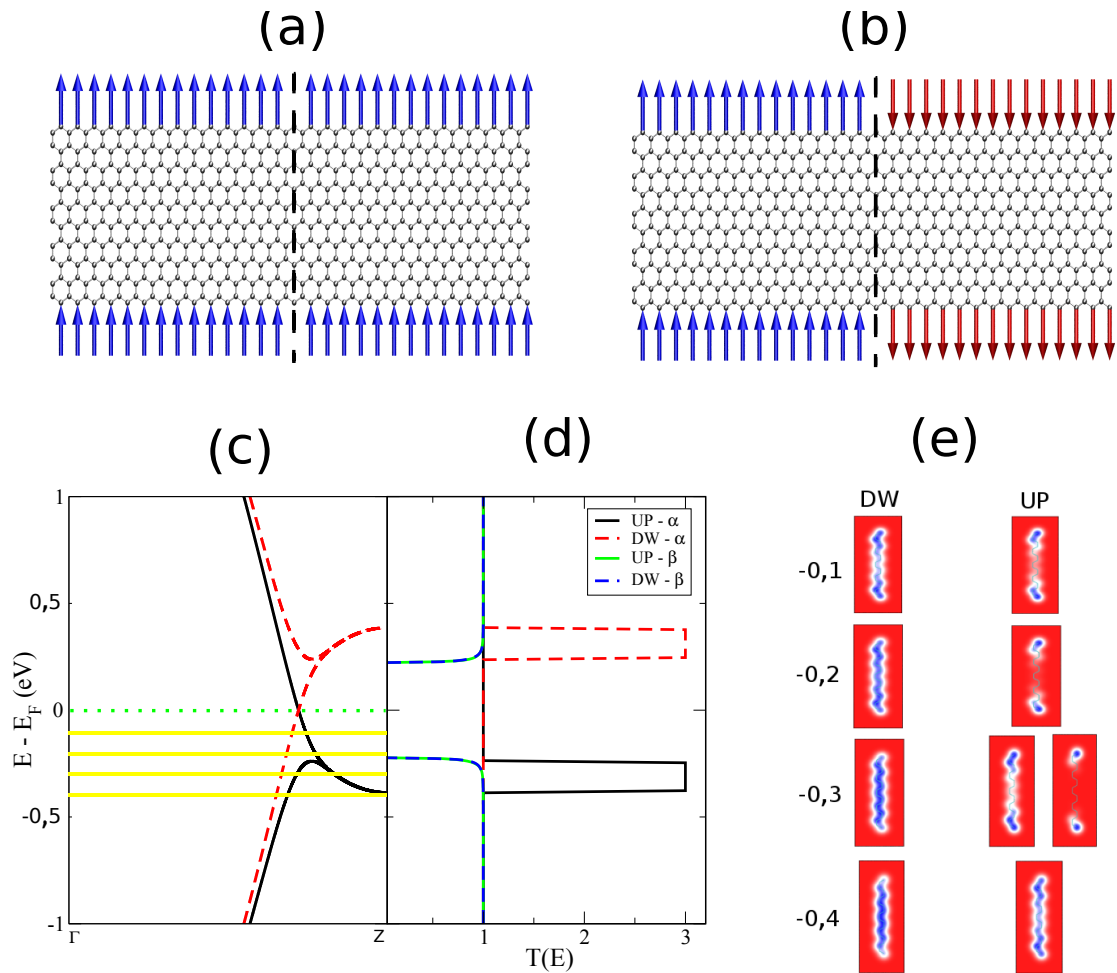 (a)
(b)
(c)
(d)
(e)
E - E_F (eV)
1
0,5
0
-0,5
-1
Γ
Z
UP - α
DW - α
UP - β
DW - β
1
2
3
T(E)
DW
UP
-0,1
-0,2
-0,3
-0,4